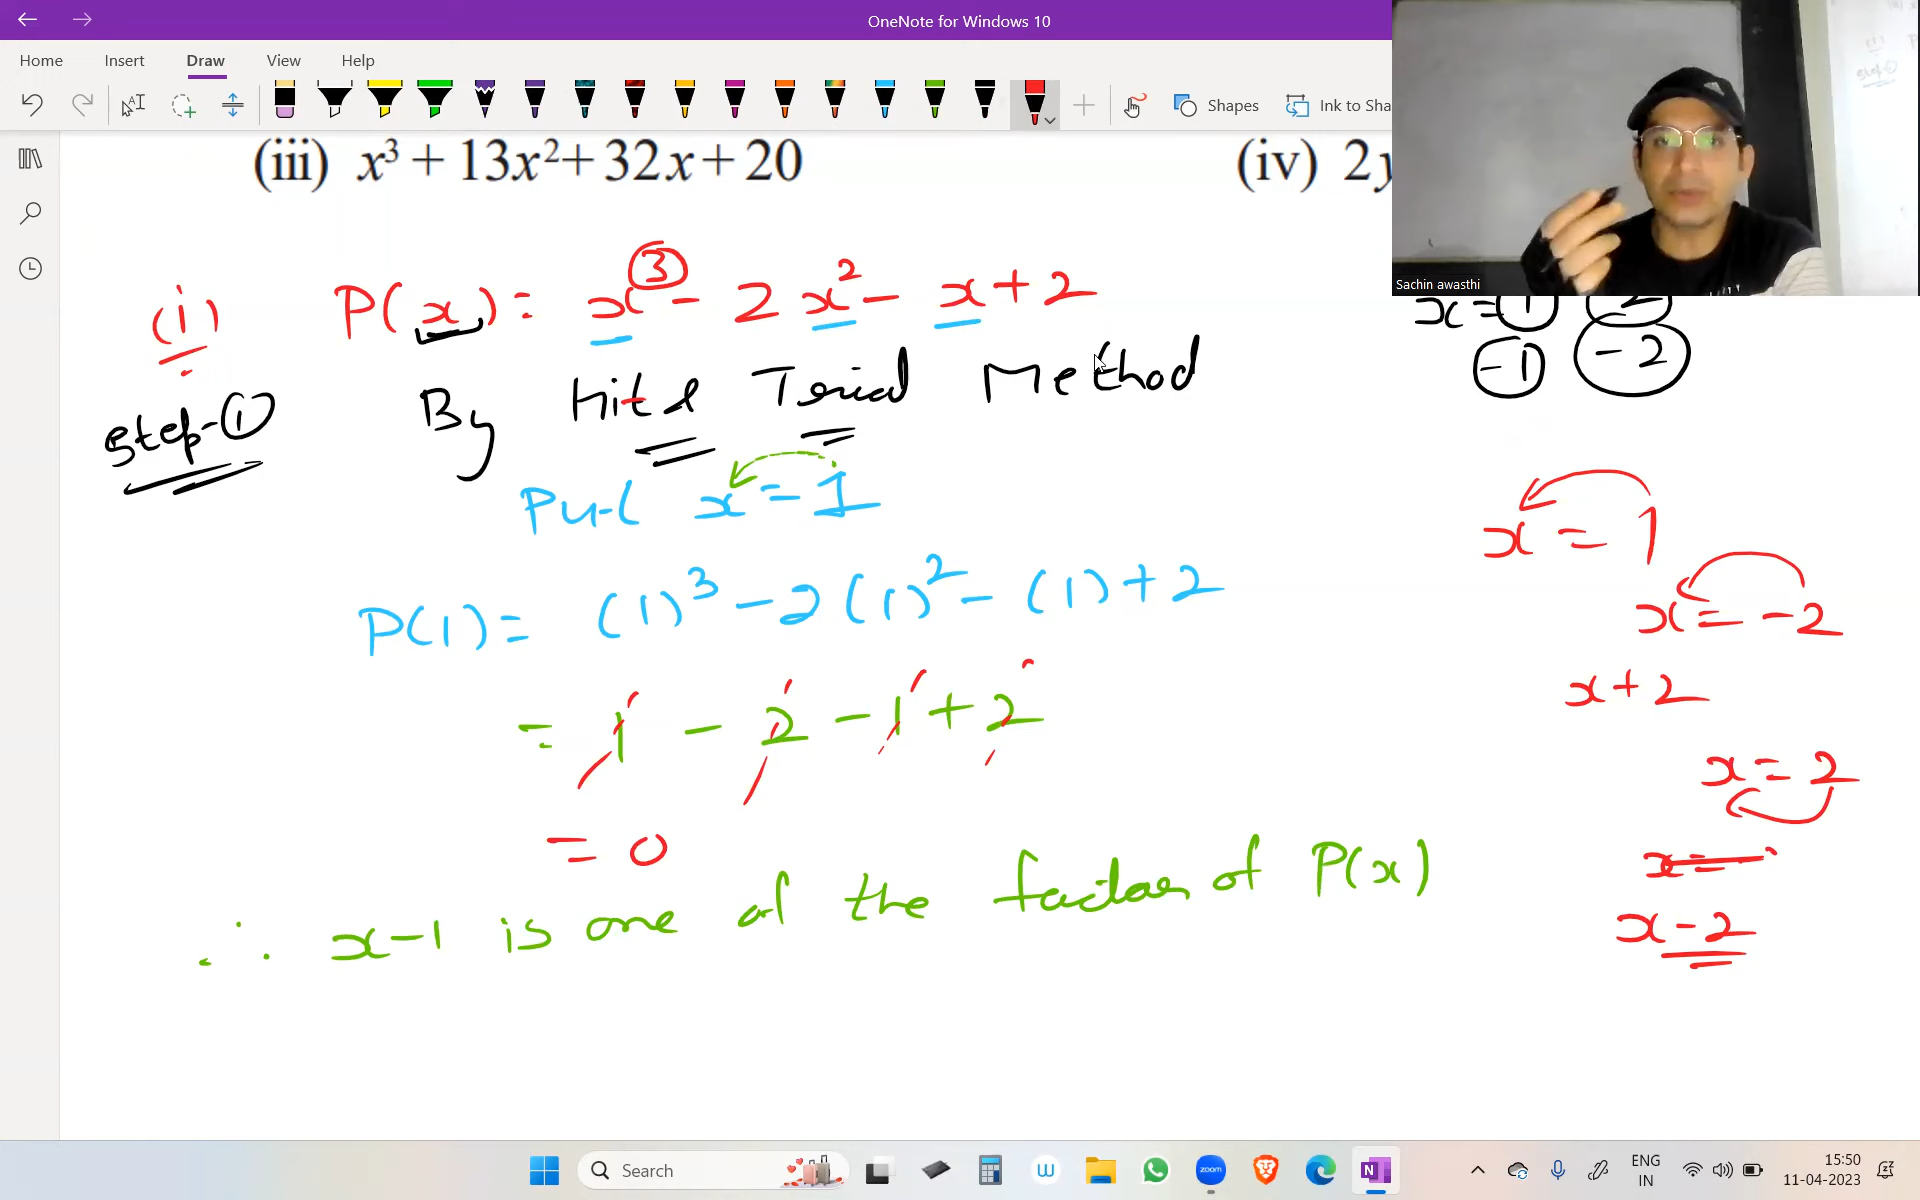 OneNote for Windows 10
Home Insert Draw View Help
Shapes Ink to Sha
Sachin awasthi
(iii) x³ + 13x² + 32x + 20 (iv) 2y
(i) P(x) = x³ - 2x² - x + 2
x = 1 2
-1 -2
Step-① By Hit & Terial Method
Put x = 1
x = 1
P(1) = (1)³ - 2(1)² - (1) + 2
x = -2
x + 2
= 1 - 2 - 1 + 2
x = 2
= 0
x =
∴ x-1 is one of the factor of P(x)
x - 2
Search
zoom
ENG
IN
15:50
11-04-2023